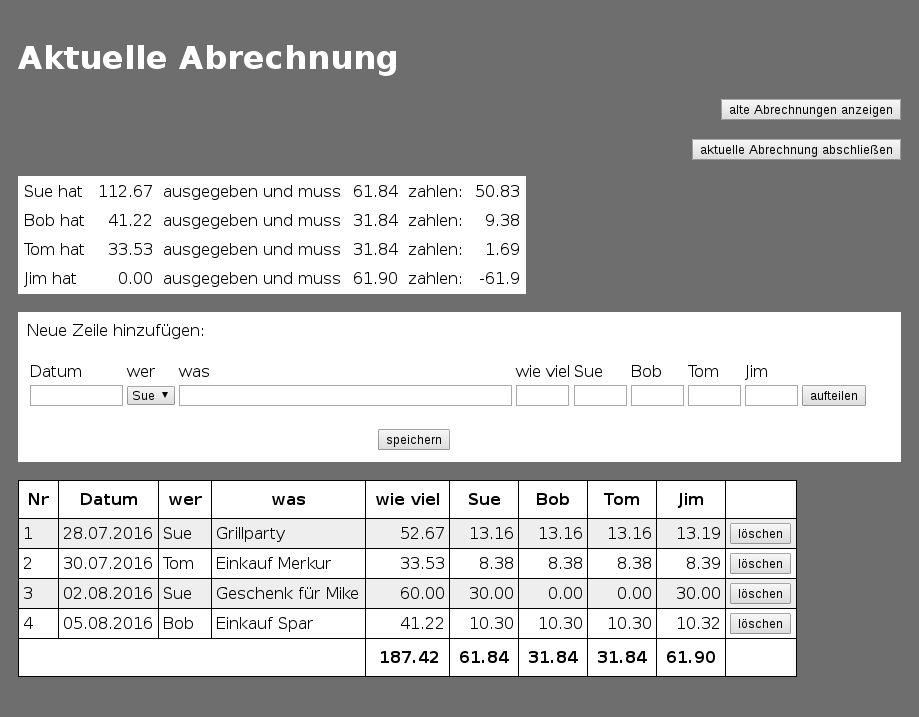 Aktuelle Abrechnung
alte Abrechnungen anzeigen
aktuelle Abrechnung abschließen
Sue hat 112.67 ausgegeben und muss 61.84 zahlen: 50.83
Bob hat 41.22 ausgegeben und muss 31.84 zahlen: 9.38
Tom hat 33.53 ausgegeben und muss 31.84 zahlen: 1.69
Jim hat 0.00 ausgegeben und muss 61.90 zahlen: -61.9
Neue Zeile hinzufügen:
Datum wer was wie viel Sue Bob Tom Jim
Sue ▼ aufteilen
speichern
Nr Datum wer was wie viel Sue Bob Tom Jim
1 28.07.2016 Sue Grillparty 52.67 13.16 13.16 13.16 13.19 löschen
2 30.07.2016 Tom Einkauf Merkur 33.53 8.38 8.38 8.38 8.39 löschen
3 02.08.2016 Sue Geschenk für Mike 60.00 30.00 0.00 0.00 30.00 löschen
4 05.08.2016 Bob Einkauf Spar 41.22 10.30 10.30 10.30 10.32 löschen
187.42 61.84 31.84 31.84 61.90